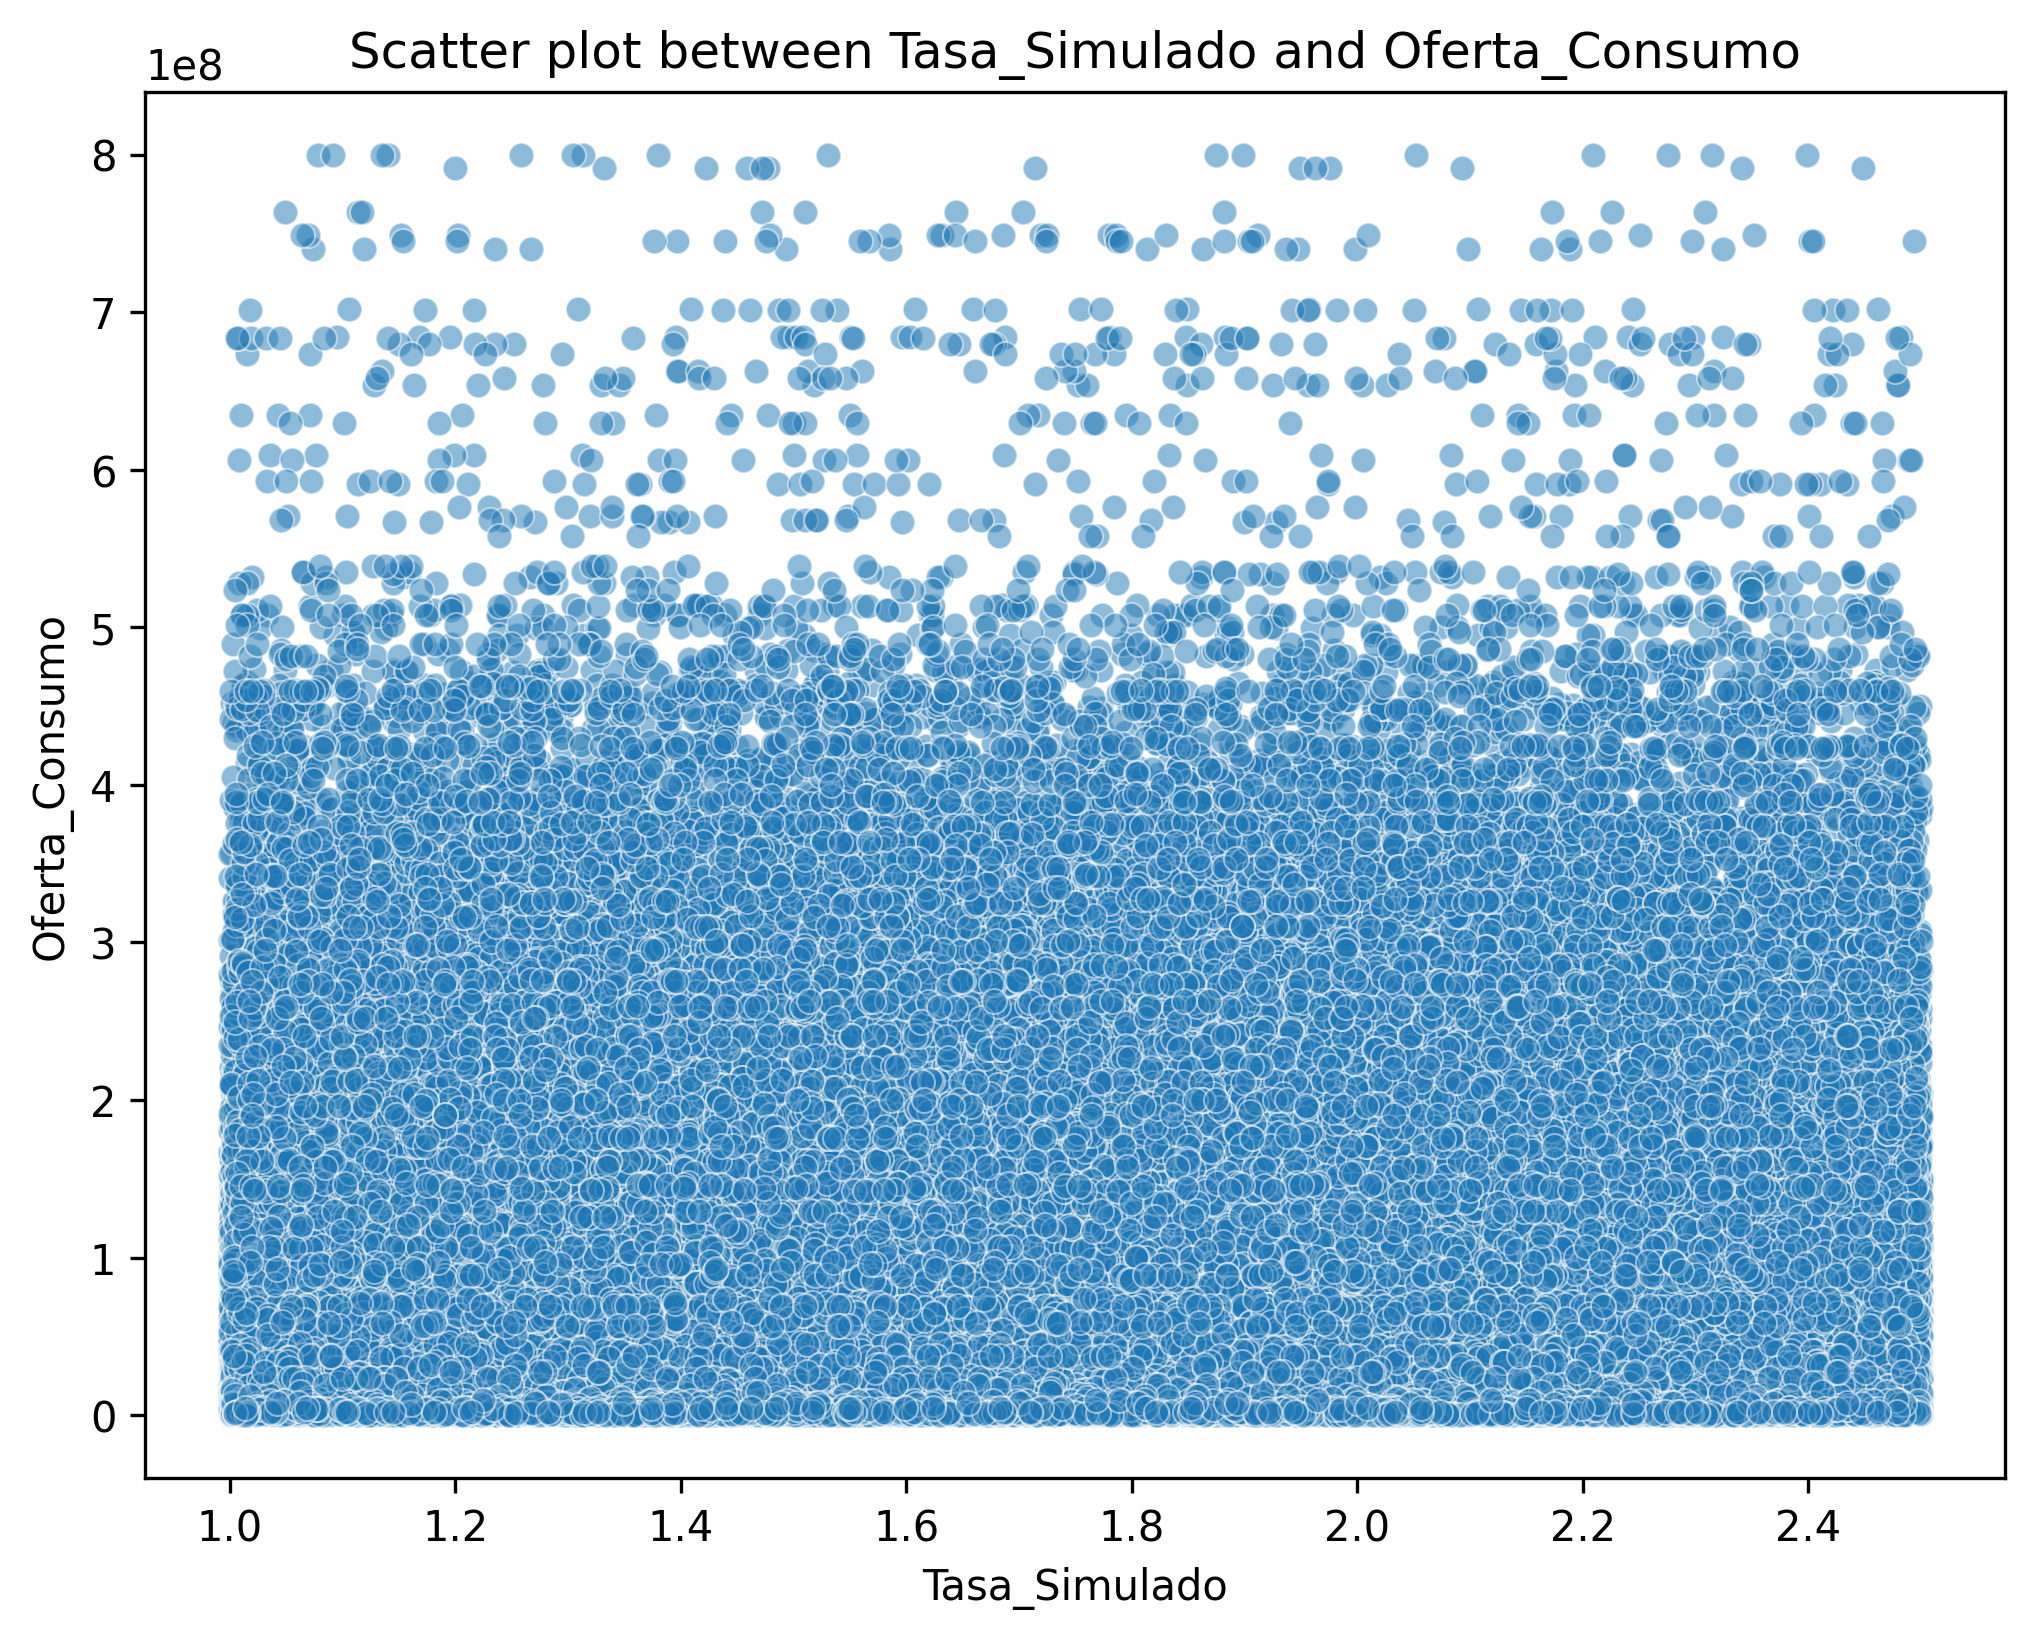 Scatter plot between Tasa_Simulado and Oferta_Consumo
1e8
8
7
6
5
4
3
2
1
0
Oferta_Consumo
1.0 1.2 1.4 1.6 1.8 2.0 2.2 2.4
Tasa_Simulado